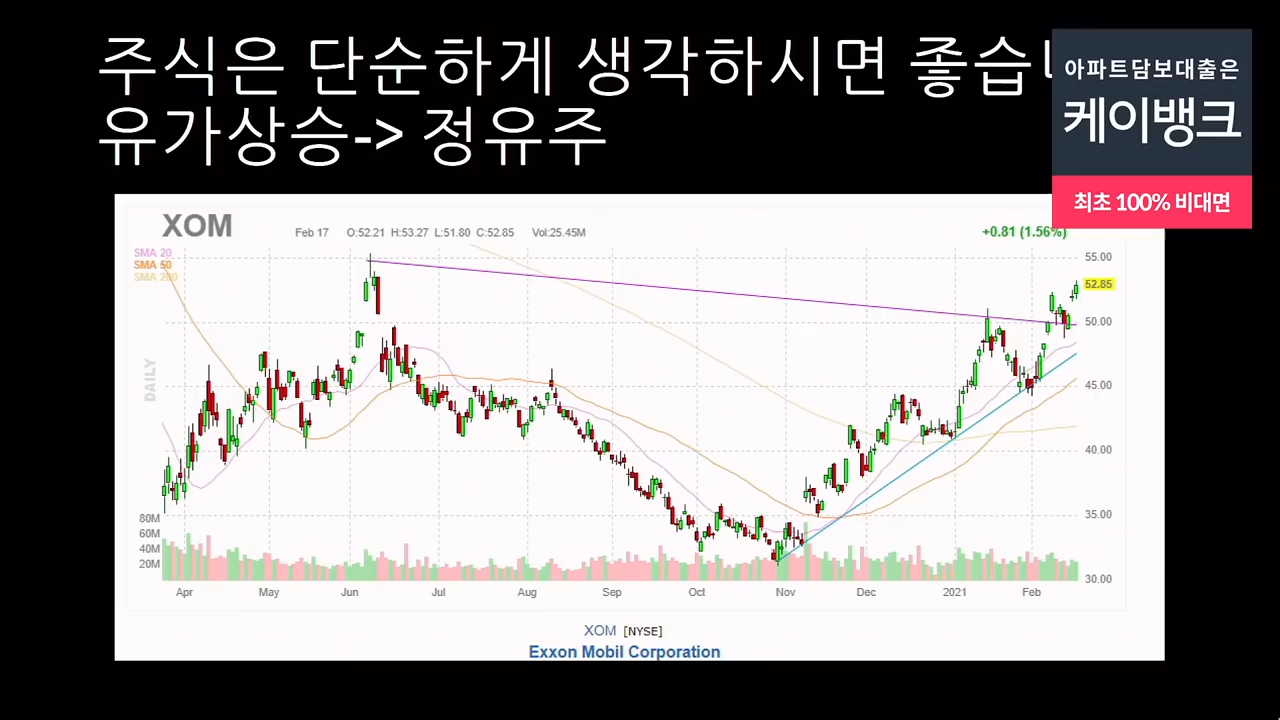 주식은 단순하게 생각하시면 좋습
유가상승-> 정유주
아파트담보대출은
케이뱅크
최초 100% 비대면
XOM
Feb 17 O:52.21 H:53.27 L:51.80 C:52.85 Vol:25.45M
+0.81 (1.56%)
SMA 20
SMA 50
SMA 200
DAILY
55.00
52.85
50.00
45.00
40.00
35.00
30.00
80M
60M
40M
20M
Apr May Jun Jul Aug Sep Oct Nov Dec 2021 Feb
XOM [NYSE]
Exxon Mobil Corporation